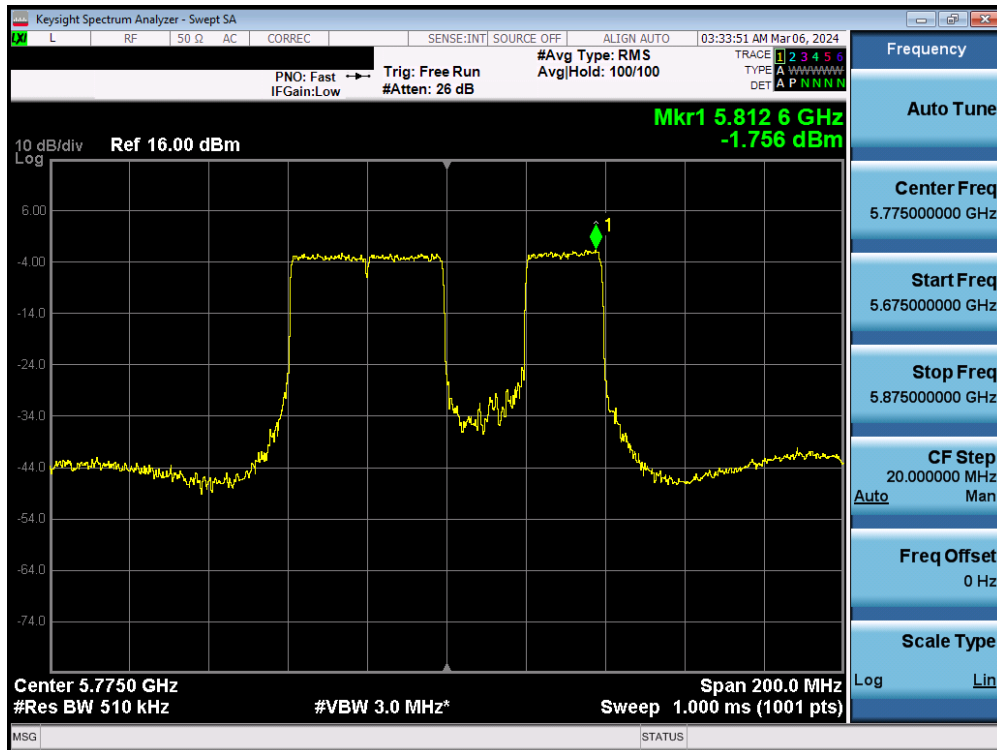 Keysight Spectrum Analyzer - Swept SA
LXI L RF 50 Ω AC CORREC SENSE:INT SOURCE OFF ALIGN AUTO 03:33:51 AM Mar 06, 2024
#Avg Type: RMS TRACE 1 2 3 4 5 6
PNO: Fast Trig: Free Run Avg|Hold: 100/100 TYPE A WWWWW
IFGain:Low #Atten: 26 dB DET A P N N N N
Mkr1 5.812 6 GHz
-1.756 dBm
10 dB/div Ref 16.00 dBm
Log
6.00
1
-4.00
-14.0
-24.0
-34.0
-44.0
-54.0
-64.0
-74.0
Center 5.7750 GHz Span 200.0 MHz
#Res BW 510 kHz #VBW 3.0 MHz* Sweep 1.000 ms (1001 pts)
MSG STATUS
Frequency
Auto Tune
Center Freq
5.775000000 GHz
Start Freq
5.675000000 GHz
Stop Freq
5.875000000 GHz
CF Step
20.000000 MHz
Auto Man
Freq Offset
0 Hz
Scale Type
Log Lin